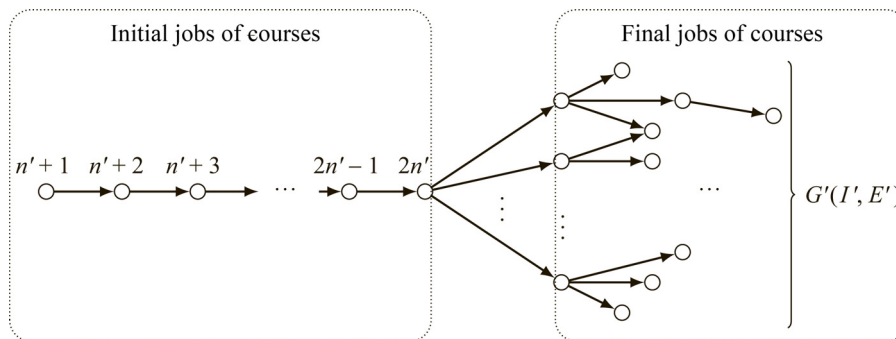 Initial jobs of courses
Final jobs of courses
n′ + 1 n′ + 2 n′ + 3 ... 2n′ − 1 2n′
...
G′(I′, E′)